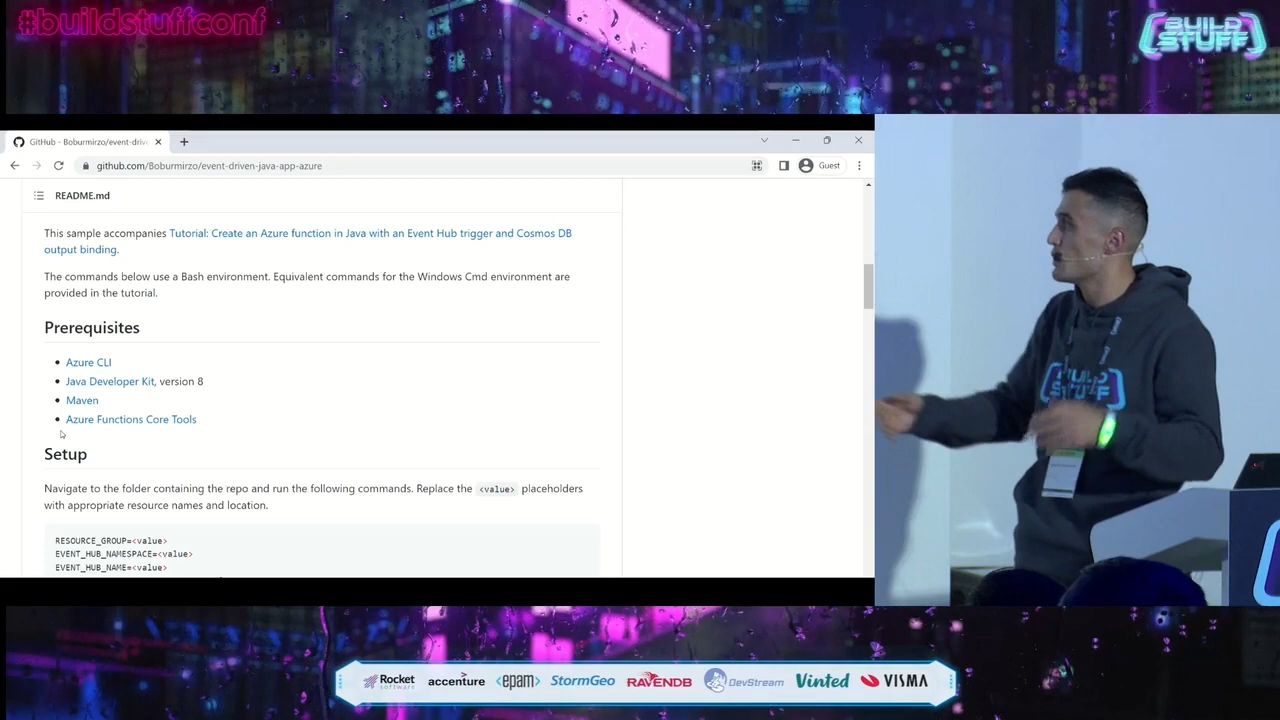 #buildstuffconf
BUILD
STUFF
GitHub - Boburmirzo/event-drive
Guest
github.com/Boburmirzo/event-driven-java-app-azure
README.md
This sample accompanies Tutorial: Create an Azure function in Java with an Event Hub trigger and Cosmos DB
output binding.
The commands below use a Bash environment. Equivalent commands for the Windows Cmd environment are
provided in the tutorial.
Prerequisites
Azure CLI
Java Developer Kit, version 8
Maven
Azure Functions Core Tools
Setup
Navigate to the folder containing the repo and run the following commands. Replace the <value> placeholders
with appropriate resource names and location.
RESOURCE_GROUP=<value>
EVENT_HUB_NAMESPACE=<value>
EVENT_HUB_NAME=<value>
BUILD
STUFF
Rocket
software
accenture
<epam>
StormGeo
RAVENDB
DevStream
Vinted
VISMA